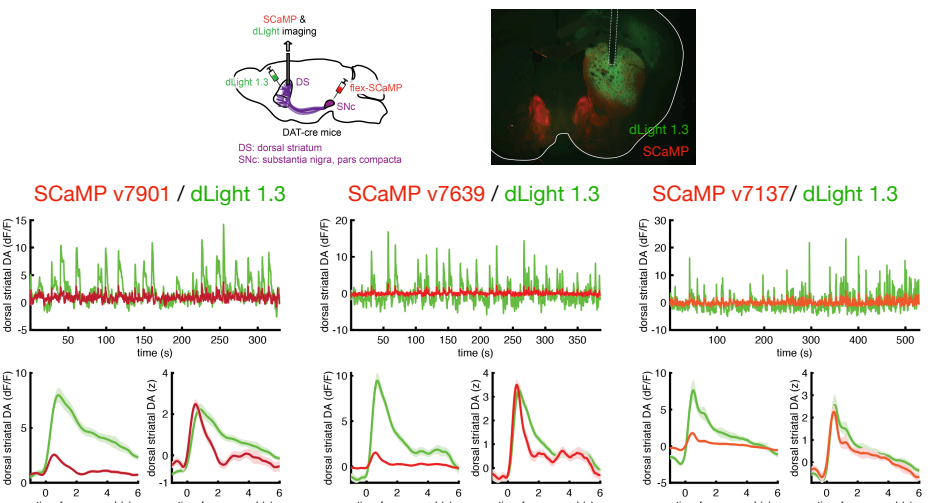 SCaMP &
dLight imaging
dLight 1.3
DS
flex-SCaMP
SNc
DAT-cre mice
DS: dorsal striatum
SNc: substantia nigra, pars compacta
dLight 1.3
SCaMP
SCaMP v7901 / dLight 1.3
dorsal striatal DA (dF/F)
15
10
5
0
-5
50 100 150 200 250 300
time (s)
SCaMP v7639 / dLight 1.3
dorsal striatal DA (dF/F)
20
10
0
-10
50 100 150 200 250 300 350
time (s)
SCaMP v7137/ dLight 1.3
dorsal striatal DA (dF/F)
30
20
10
0
-10
100 200 300 400 500
time (s)
dorsal striatal DA (dF/F)
10
5
0
0 2 4 6
dorsal striatal DA (z)
4
2
0
-1
0 2 4 6
dorsal striatal DA (dF/F)
10
5
0
0 2 4 6
dorsal striatal DA (z)
4
3
2
1
0
0 2 4 6
dorsal striatal DA (dF/F)
10
5
0
-5
0 2 4 6
dorsal striatal DA (z)
4
3
2
1
0
0 2 4 6